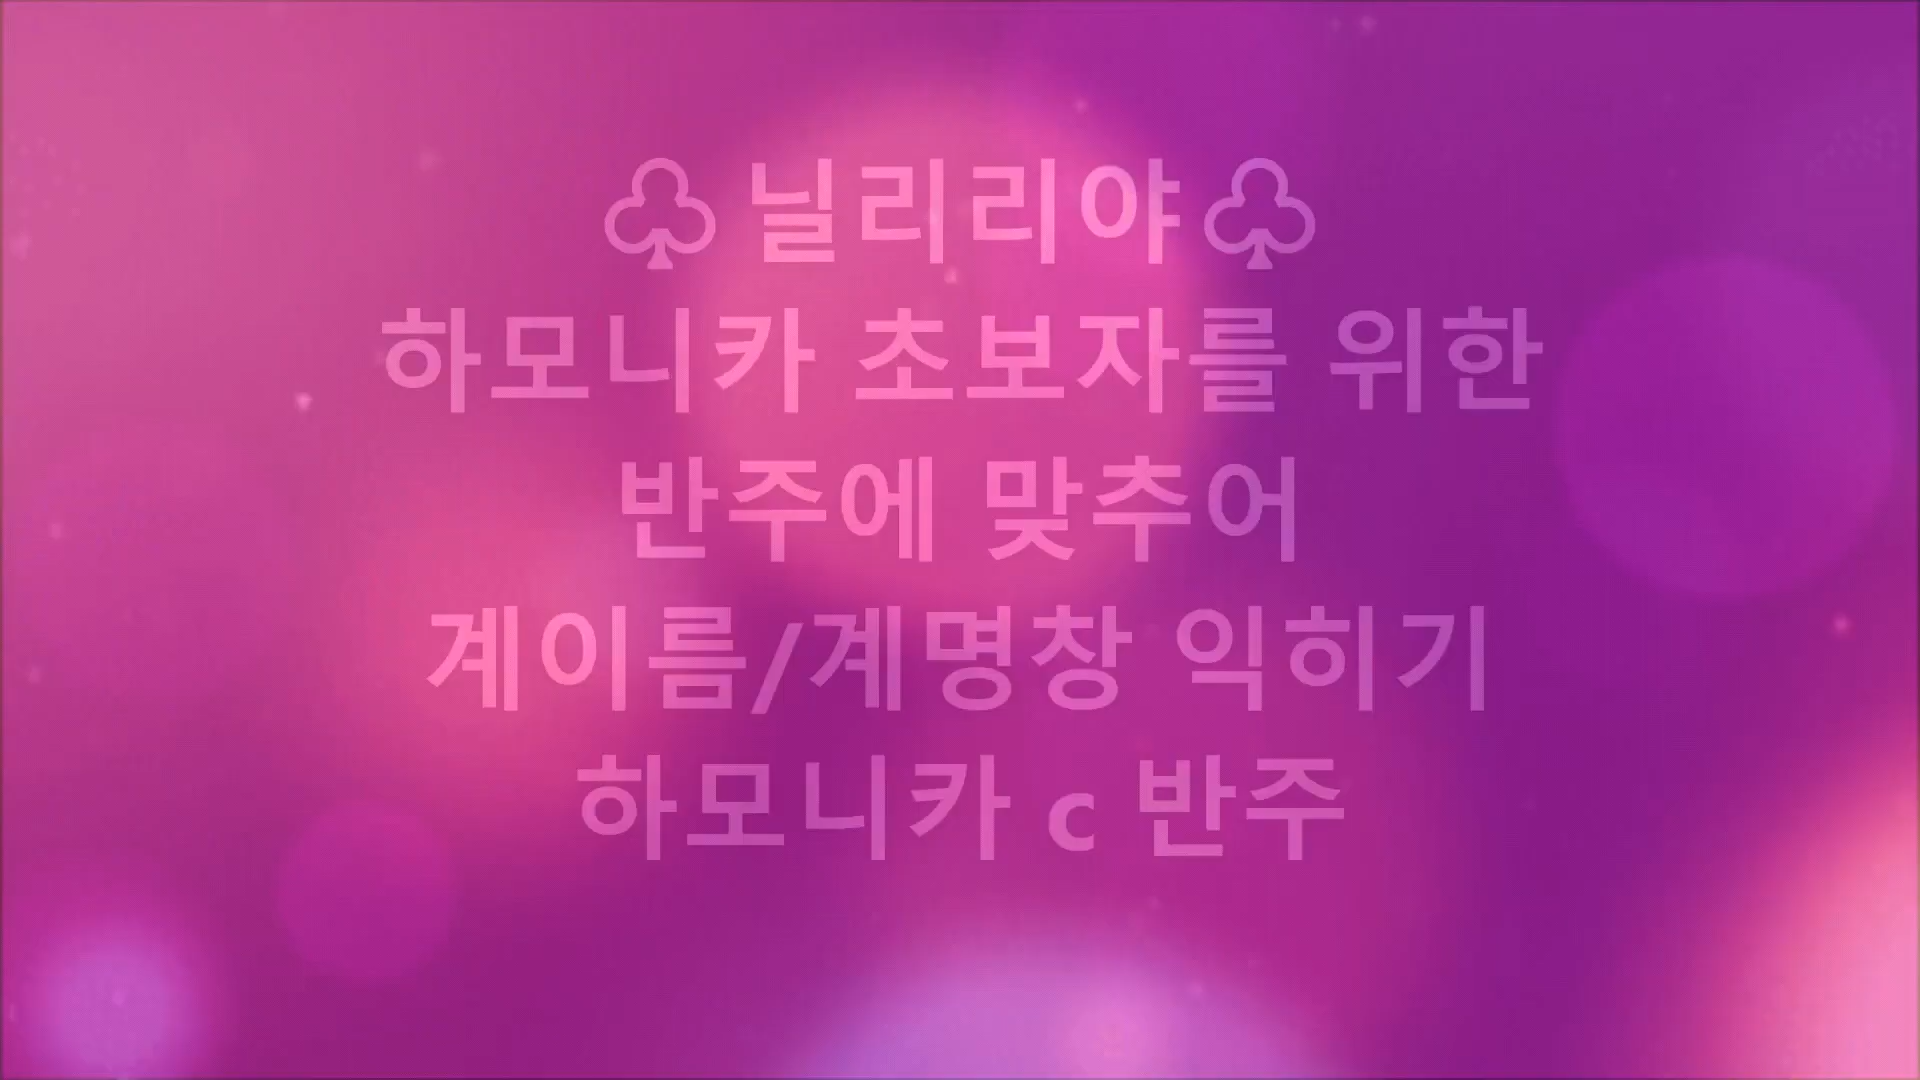 ♧닐리리야♧
하모니카 초보자를 위한
반주에 맞추어
계이름/계명창 익히기
하모니카 c 반주